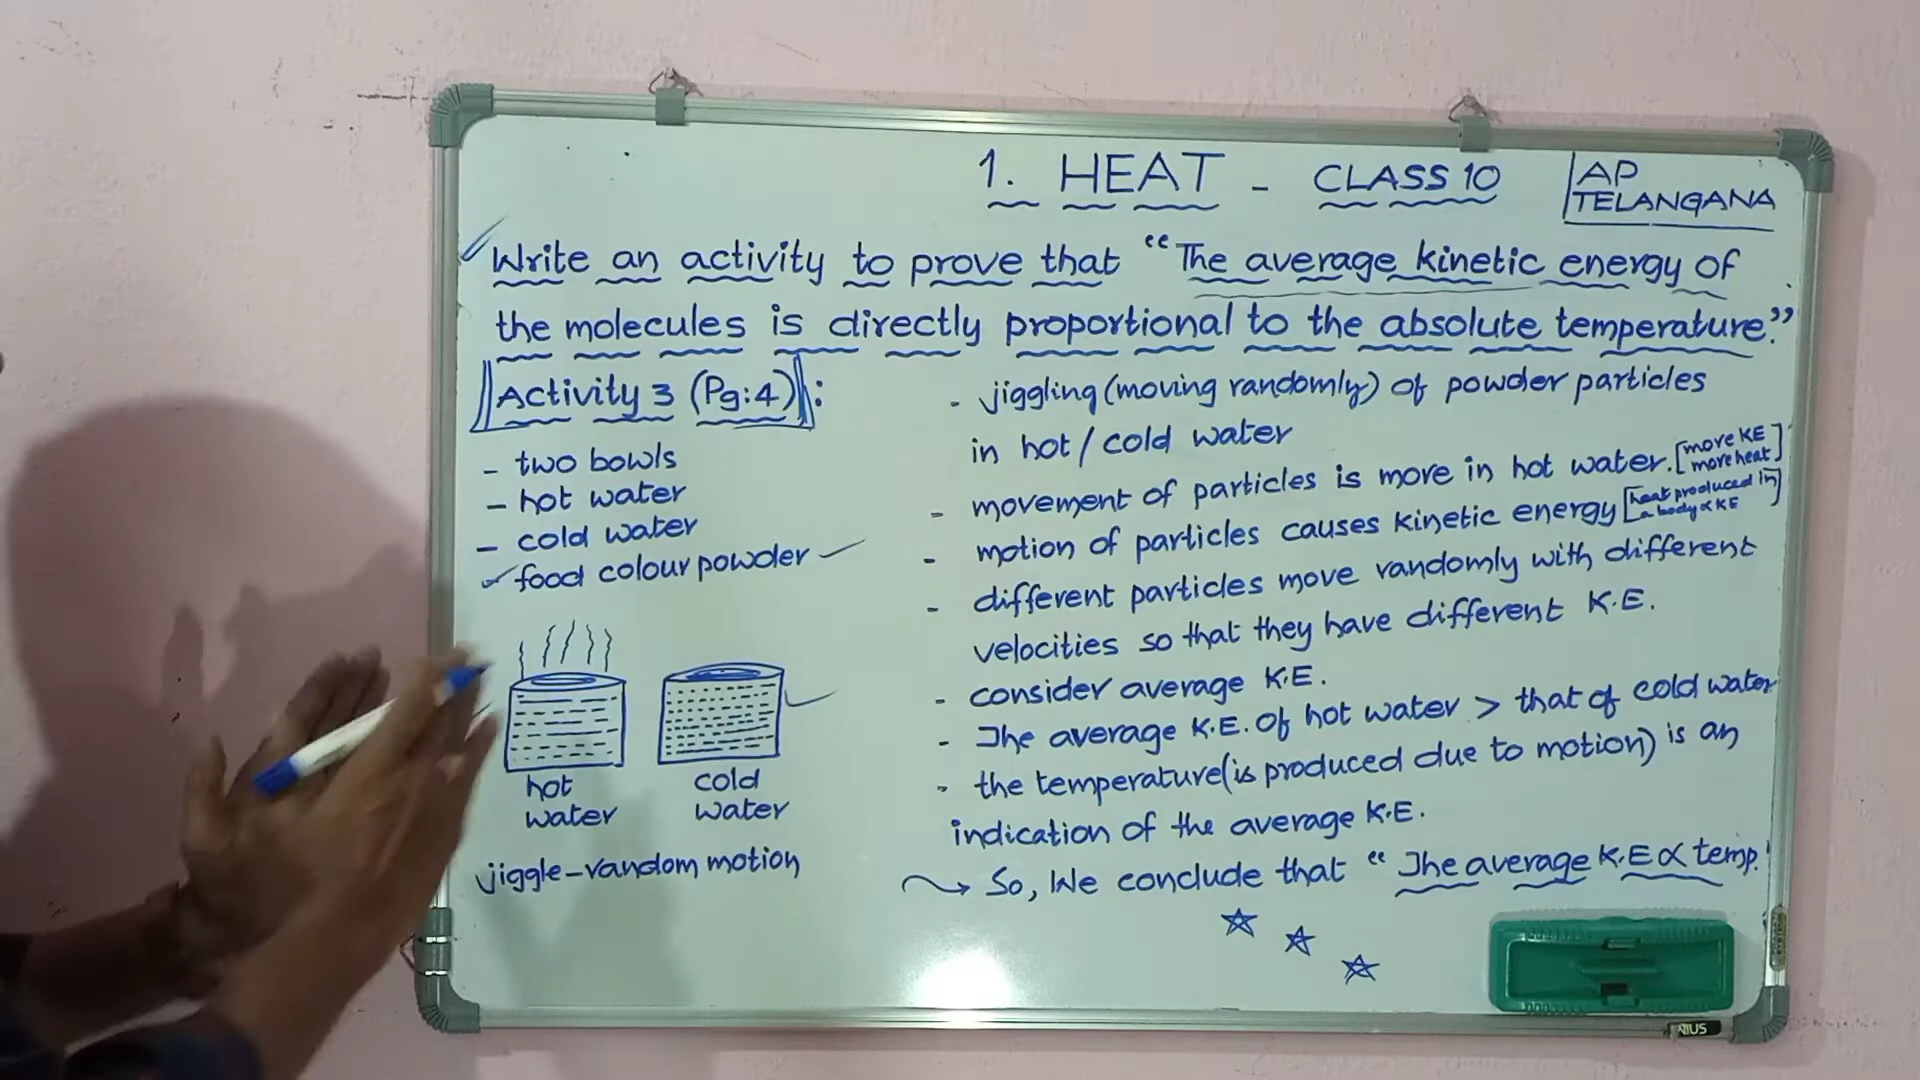 1. HEAT - CLASS 10
AP
TELANGANA
Write an activity to prove that "The average kinetic energy of
the molecules is directly proportional to the absolute temperature."
Activity 3 (Pg:4) :
- two bowls
- hot water
- cold water
- food colour powder
hot
water
cold
water
jiggle-random motion
- jiggling (moving randomly) of powder particles
in hot / cold water
- movement of particles is more in hot water. [more KE
more heat]
- motion of particles causes kinetic energy [heat produced in
a body ∝ KE]
- different particles move randomly with different
velocities so that they have different K.E.
- consider average K.E.
- The average K.E. of hot water > that of cold water
- the temperature (is produced due to motion) is an
indication of the average K.E.
So, We conclude that "The average K.E ∝ temp.